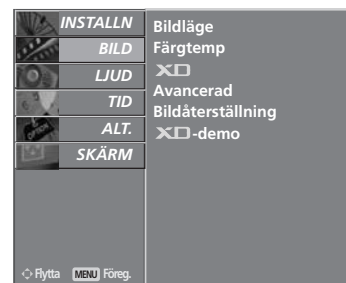 INSTALLN
BILD
LJUD
TID
ALT.
SKÄRM
Bildläge
Färgtemp
XD
Avancerad
Bildåterställning
XD-demo
Flytta MENU Föreg.